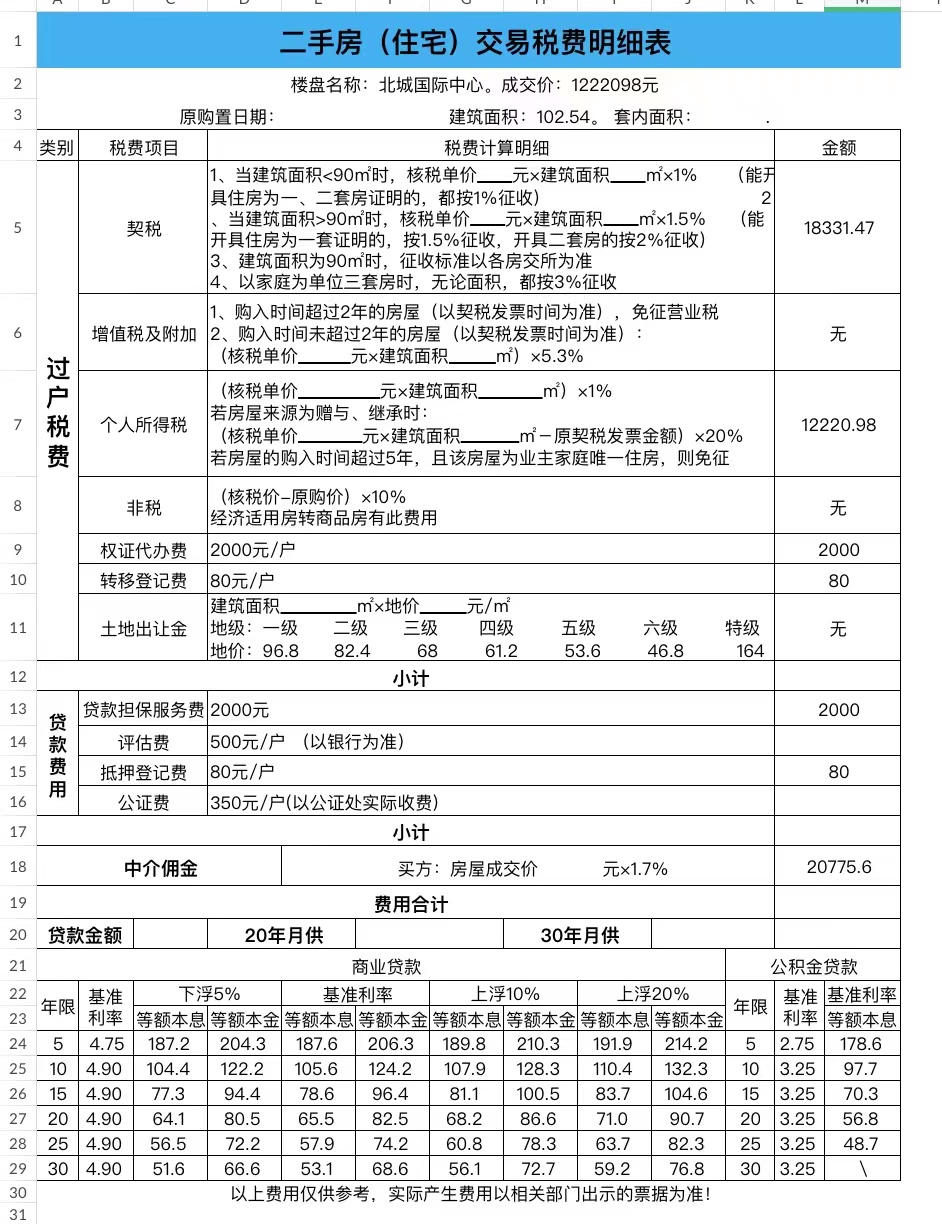 1 二手房（住宅）交易税费明细表
2 楼盘名称：北城国际中心。成交价：1222098元
3 原购置日期： 建筑面积：102.54。 套内面积： .
4 类别 税费项目 税费计算明细 金额
过户税费
5 契税 18331.47
1、当建筑面积<90㎡时，核税单价____元×建筑面积____㎡×1% （能开
具住房为一、二套房证明的，都按1%征收） 2
、当建筑面积>90㎡时，核税单价____元×建筑面积____㎡×1.5% （能
开具住房为一套证明的，按1.5%征收，开具二套房的按2%征收）
3、建筑面积为90㎡时，征收标准以各房交所为准
4、以家庭为单位三套房时，无论面积，都按3%征收
6 增值税及附加 无
1、购入时间超过2年的房屋（以契税发票时间为准），免征营业税
2、购入时间未超过2年的房屋（以契税发票时间为准）：
（核税单价______元×建筑面积_____㎡）×5.3%
7 个人所得税 12220.98
（核税单价_________元×建筑面积_______㎡）×1%
若房屋来源为赠与、继承时：
（核税单价_______元×建筑面积_______㎡－原契税发票金额）×20%
若房屋的购入时间超过5年，且该房屋为业主家庭唯一住房，则免征
8 非税 无
（核税价-原购价）×10%
经济适用房转商品房有此费用
9 权证代办费 2000元/户 2000
10 转移登记费 80元/户 80
11 土地出让金 无
建筑面积_________㎡×地价_____元/㎡
地级：一级 二级 三级 四级 五级 六级 特级
地价：96.8 82.4 68 61.2 53.6 46.8 164
12 小计
贷款费用
13 贷款担保服务费 2000元 2000
14 评估费 500元/户 （以银行为准）
15 抵押登记费 80元/户 80
16 公证费 350元/户(以公证处实际收费)
17 小计
18 中介佣金 买方：房屋成交价 元×1.7% 20775.6
19 费用合计
20 贷款金额 20年月供 30年月供
21 商业贷款 公积金贷款
22 年限 基准利率 下浮5% 基准利率 上浮10% 上浮20% 年限 基准利率 基准利率
23 等额本息 等额本金 等额本息 等额本金 等额本息 等额本金 等额本息 等额本金 等额本息
24 5 4.75 187.2 204.3 187.6 206.3 189.8 210.3 191.9 214.2 5 2.75 178.6
25 10 4.90 104.4 122.2 105.6 124.2 107.9 128.3 110.4 132.3 10 3.25 97.7
26 15 4.90 77.3 94.4 78.6 96.4 81.1 100.5 83.7 104.6 15 3.25 70.3
27 20 4.90 64.1 80.5 65.5 82.5 68.2 86.6 71.0 90.7 20 3.25 56.8
28 25 4.90 56.5 72.2 57.9 74.2 60.8 78.3 63.7 82.3 25 3.25 48.7
29 30 4.90 51.6 66.6 53.1 68.6 56.1 72.7 59.2 76.8 30 3.25 \
30 以上费用仅供参考，实际产生费用以相关部门出示的票据为准！
31